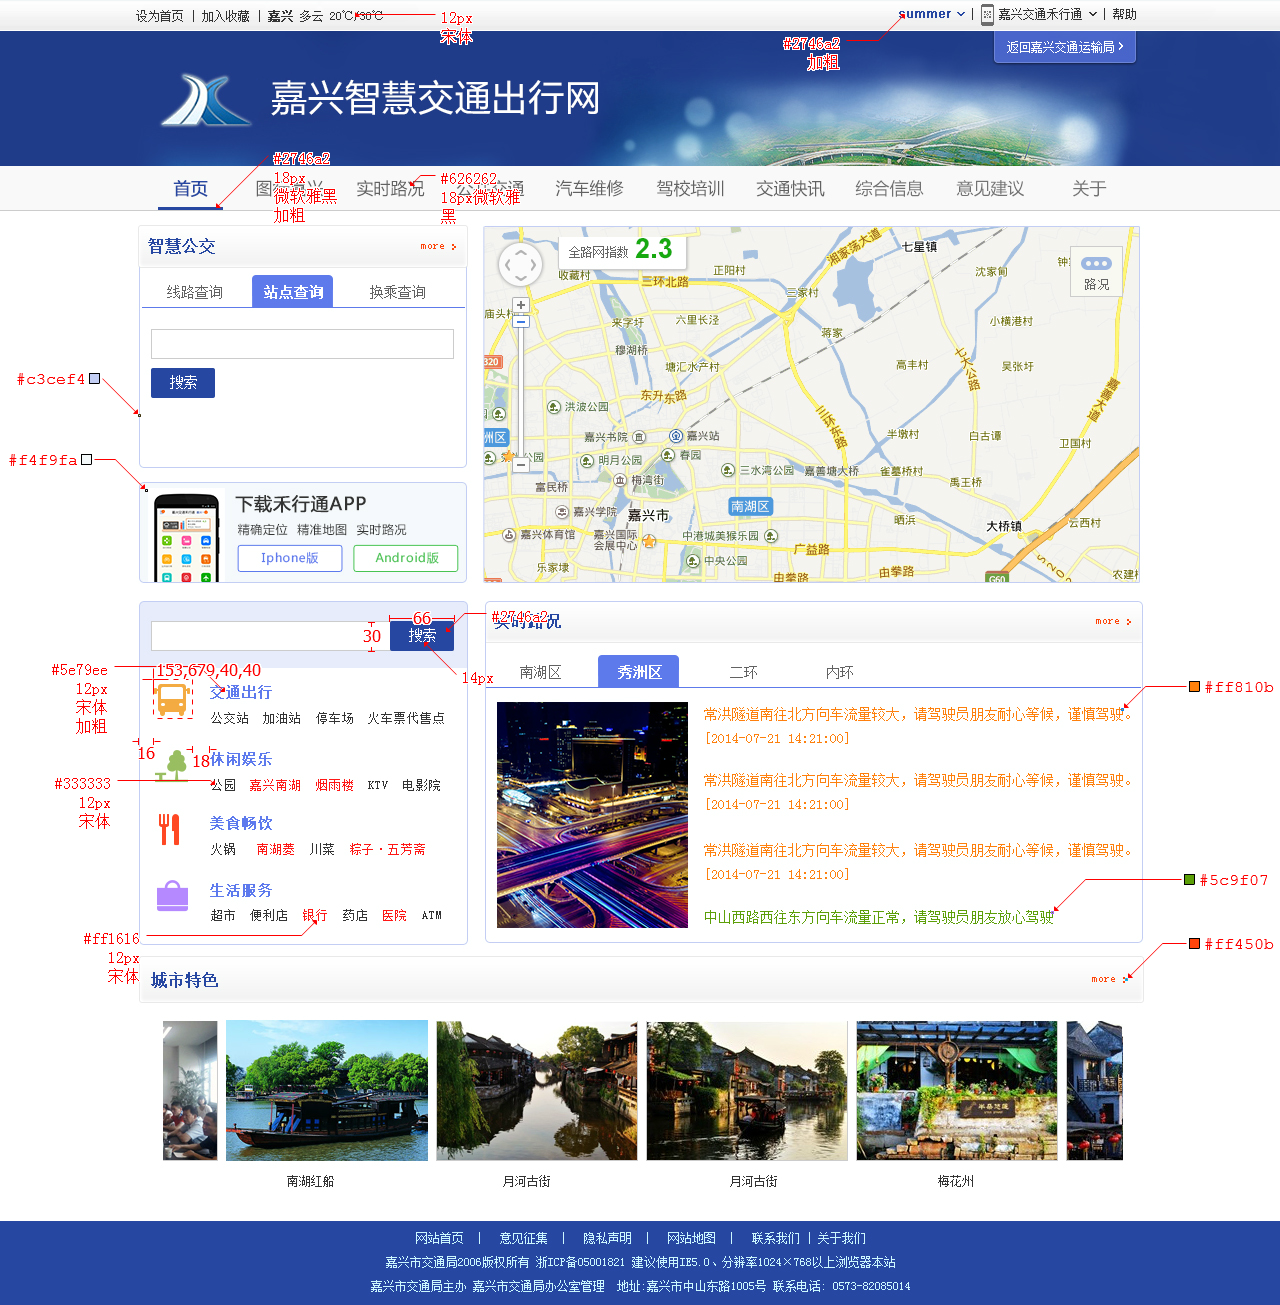 设为首页 | 加入收藏 | 嘉兴 多云 20℃/30℃
12px
宋体
summer | 嘉兴交通禾行通 | 帮助
#2746a2
加粗
返回嘉兴交通运输局
嘉兴智慧交通出行网
#2746a2
18px
微软雅黑
加粗
#626262
18px微软雅
黑
首页 实时路况 公共交通 汽车维修 驾校培训 交通快讯 综合信息 意见建议 关于
智慧公交
more
线路查询 站点查询 换乘查询
搜索
#c3cef4
#f4f9fa
全路网指数 2.3
路况
七星镇
湘家荡大道
沈家甸
收藏村
正阳村
三环北路
三家村
庙头村
来字圩
六里长泾
蒋家
小横港村
穆湖桥
塘汇水产村
高丰村
吴张圩
七大公路
320
东升东路
嘉善大道
洪波公园
三环东路
嘉兴书院
嘉兴站
半墩村
白古谭
卫国村
明月公园
春园
三水湾公园
嘉善塘大桥
雀墓桥村
梅湾街
禹王村
富民桥
南湖区
嘉兴学院
嘉兴市
晒浜
大桥镇
云西村
嘉兴体育馆
嘉兴国际
会展中心
中港城美猴乐园
广益路
中央公园
乐家埭
由拳路
由拳路
G60
农建村
嘉兴交通禾行通
下载禾行通APP
精确定位 精准地图 实时路况
Iphone版 Android版
66
30
搜索
#2746a2
14px
153,679,40,40
#5e79ee
12px
宋体
加粗
交通出行
公交站 加油站 停车场 火车票代售点
16
18
休闲娱乐
公园 嘉兴南湖 烟雨楼 KTV 电影院
#333333
12px
宋体
美食畅饮
火锅 南湖菱 川菜 粽子·五芳斋
生活服务
超市 便利店 银行 药店 医院 ATM
#ff1616
12px
宋体
实时路况
more
南湖区 秀洲区 二环 内环
常洪隧道南往北方向车流量较大，请驾驶员朋友耐心等候，谨慎驾驶。
[2014-07-21 14:21:00]
常洪隧道南往北方向车流量较大，请驾驶员朋友耐心等候，谨慎驾驶。
[2014-07-21 14:21:00]
常洪隧道南往北方向车流量较大，请驾驶员朋友耐心等候，谨慎驾驶。
[2014-07-21 14:21:00]
中山西路西往东方向车流量正常，请驾驶员朋友放心驾驶
#ff810b
#5c9f07
#ff450b
城市特色
more
南湖红船 月河古街 月河古街 梅花州
网站首页 | 意见征集 | 隐私声明 | 网站地图 | 联系我们 | 关于我们
嘉兴市交通局2006版权所有 浙ICP备05001821 建议使用IE5.0、分辨率1024×768以上浏览器本站
嘉兴市交通局主办 嘉兴市交通局办公室管理 地址:嘉兴市中山东路1005号 联系电话: 0573-82085014